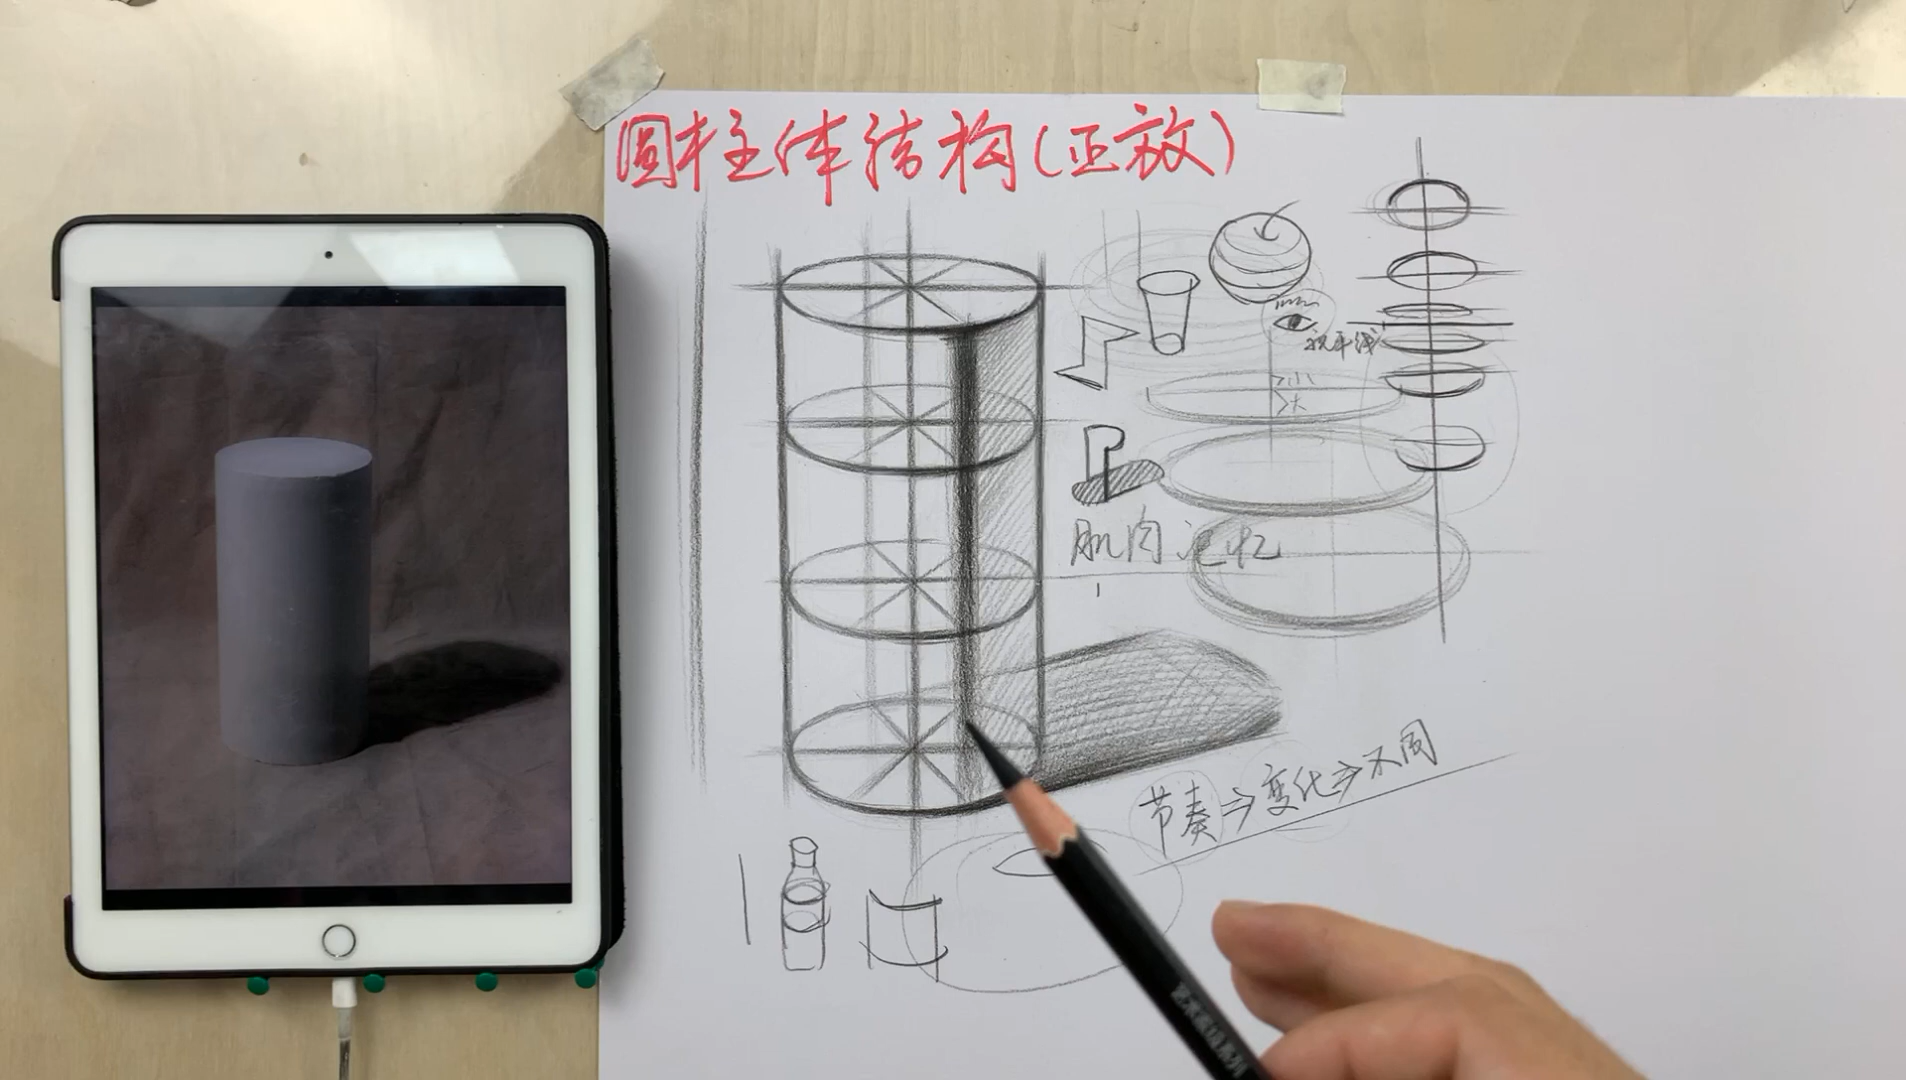 圆柱体结构(正放)
视平线
肌肉记忆
节奏⇒变化⇒不同